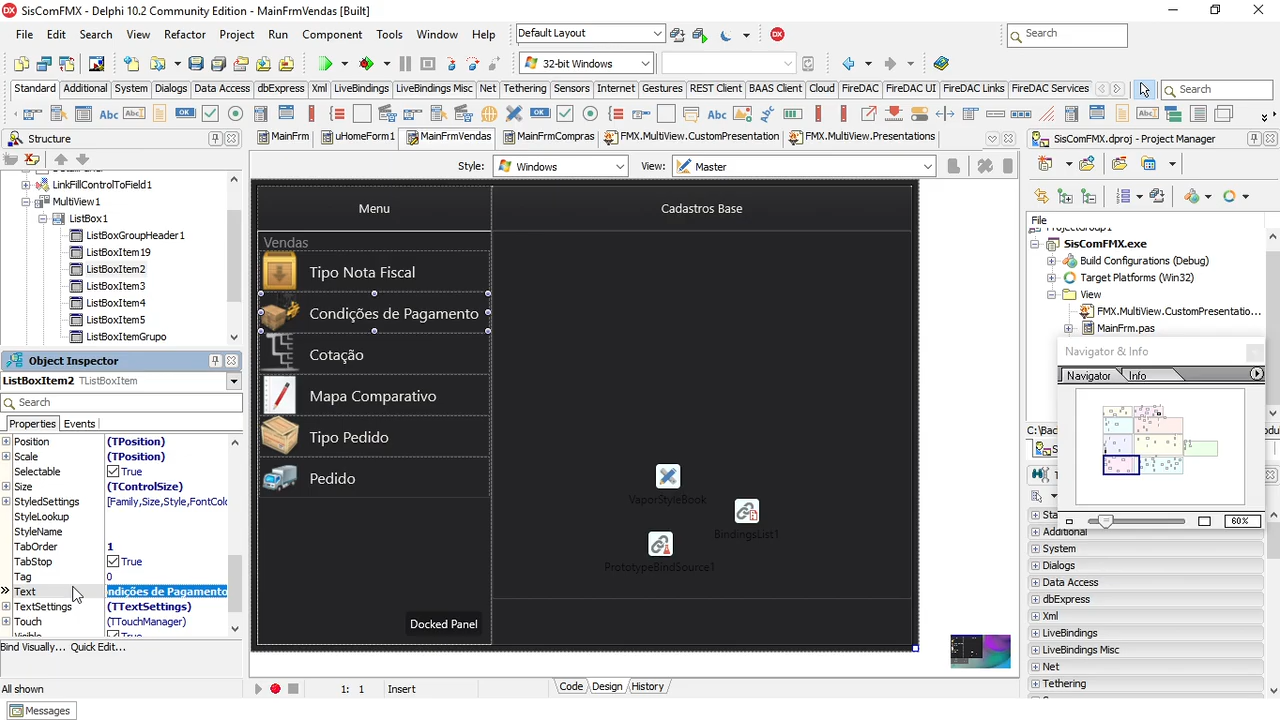 SisComFMX - Delphi 10.2 Community Edition - MainFrmVendas [Built]
File Edit Search View Refactor Project Run Component Tools Window Help
Default Layout
Search
32-bit Windows
Standard Additional System Dialogs Data Access dbExpress Xml LiveBindings LiveBindings Misc Net Tethering Sensors Internet Gestures REST Client BAAS Client Cloud FireDAC FireDAC UI FireDAC Links FireDAC Services
Search
Structure
MainFrm uHomeForm1 MainFrmVendas MainFrmCompras FMX.MultiView.CustomPresentation FMX.MultiView.Presentations
SisComFMX.dproj - Project Manager
Style: Windows View: Master
LinkFillControlToField1
MultiView1
ListBox1
ListBoxGroupHeader1
ListBoxItem19
ListBoxItem2
ListBoxItem3
ListBoxItem4
ListBoxItem5
ListBoxItemGrupo
Menu
Cadastros Base
Vendas
Tipo Nota Fiscal
Condições de Pagamento
Cotação
Mapa Comparativo
Tipo Pedido
Pedido
VaporStyleBook
BindingsList1
PrototypeBindSource1
Docked Panel
File
SisComFMX.exe
Build Configurations (Debug)
Target Platforms (Win32)
View
FMX.MultiView.CustomPresentatio...
MainFrm.pas
Navigator & Info
Navigator Info
60%
Object Inspector
ListBoxItem2 TListBoxItem
Search
Properties Events
Position (TPosition)
Scale (TPosition)
Selectable True
Size (TControlSize)
StyledSettings [Family,Size,Style,FontColo
StyleLookup
StyleName
TabOrder 1
TabStop True
Tag 0
Text ndições de Pagamento
TextSettings (TTextSettings)
Touch (TTouchManager)
Visible True
Bind Visually... Quick Edit...
All shown
1: 1 Insert
Code Design History
Additional
System
Dialogs
Data Access
dbExpress
Xml
LiveBindings
LiveBindings Misc
Net
Tethering
Messages